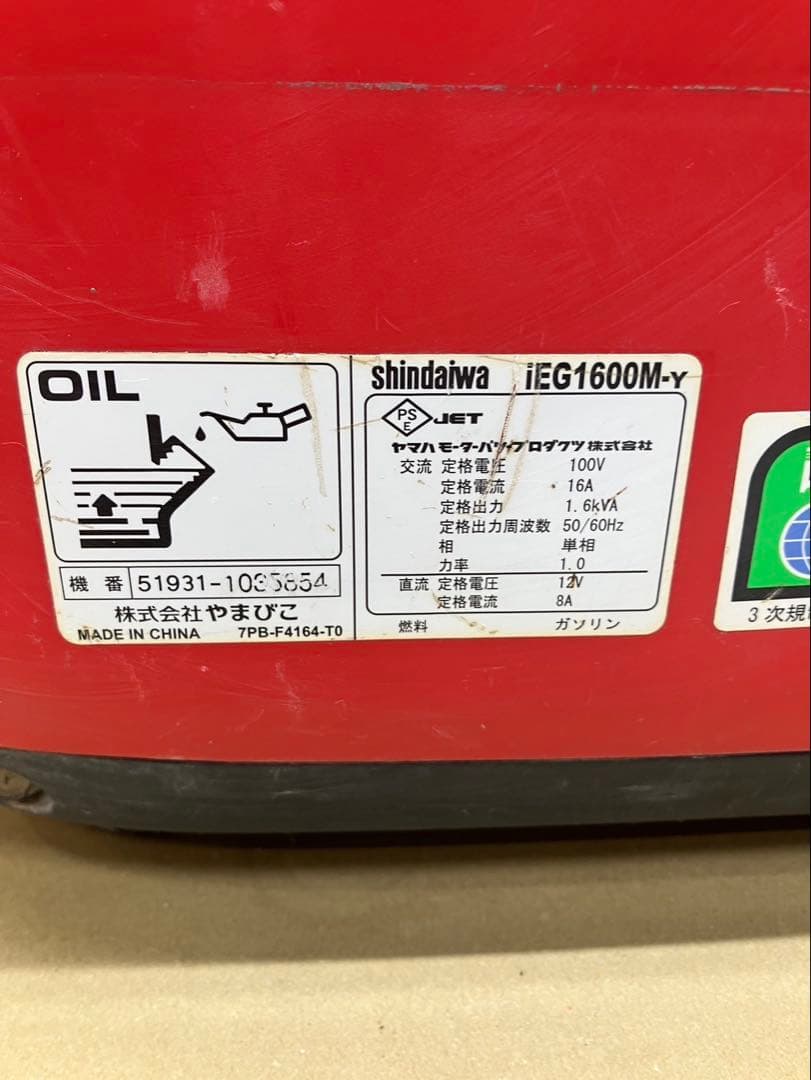 OIL
機番 51931-1035854
株式会社やまびこ
MADE IN CHINA 7PB-F4164-T0
shindaiwa iEG1600M-Y
PS
E
JET
ヤマハモーターパワープロダクツ株式会社
交流 定格電圧 100V
定格電流 16A
定格出力 1.6kVA
定格出力周波数 50/60Hz
相 単相
力率 1.0
直流 定格電圧 12V
定格電流 8A
燃料 ガソリン
3次規